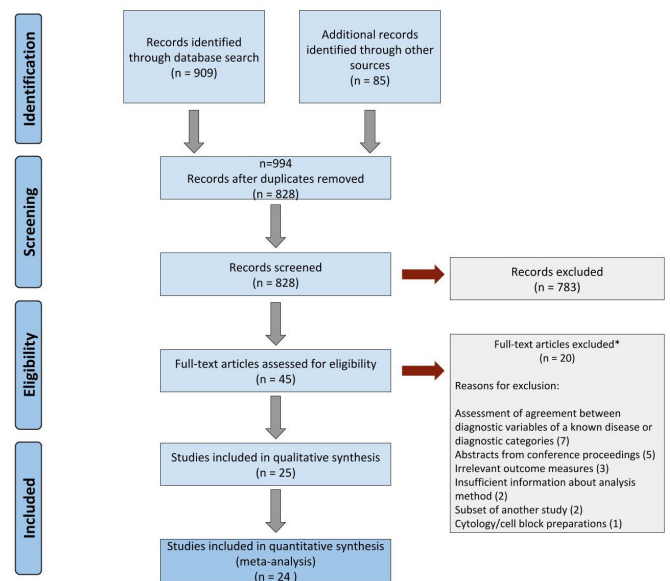 Identification
Records identified
through database search
(n = 909)
Additional records
identified through other
sources
(n = 85)
Screening
n=994
Records after duplicates removed
(n = 828)
Records screened
(n = 828)
Records excluded
(n = 783)
Eligibility
Full-text articles assessed for eligibility
(n = 45)
Full-text articles excluded*
(n = 20)
Reasons for exclusion:
Assessment of agreement between
diagnostic variables of a known disease or
diagnostic categories (7)
Abstracts from conference proceedings (5)
Irrelevant outcome measures (3)
Insufficient information about analysis
method (2)
Subset of another study (2)
Cytology/cell block preparations (1)
Included
Studies included in qualitative synthesis
(n = 25)
Studies included in quantitative synthesis
(meta-analysis)
(n = 24 )